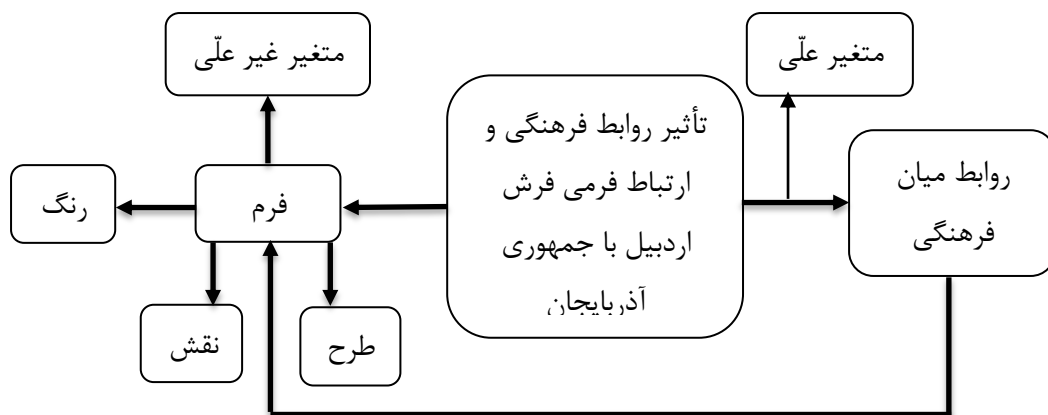 متغیر علّی
متغیر غیر علّی
تأثیر روابط فرهنگی و
ارتباط فرمی فرش
اردبیل با جمهوری
آذربایجان
روابط میان
فرهنگی
فرم
رنگ
طرح
نقش